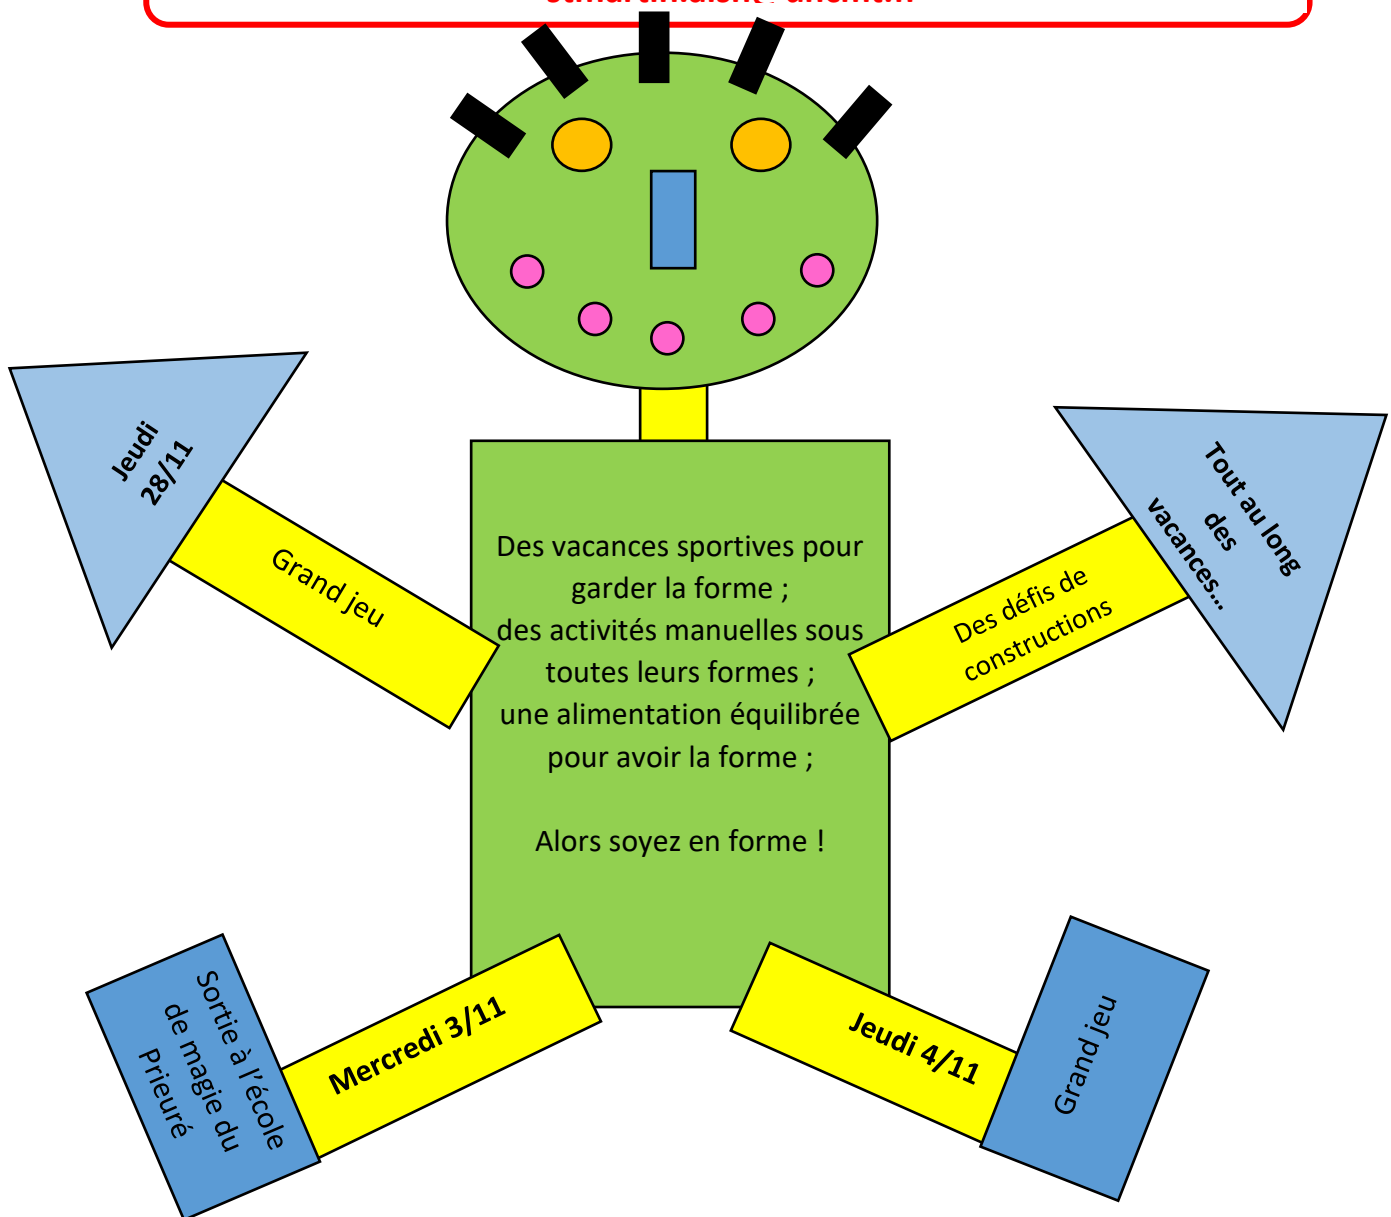 Jeudi
28/11
Grand jeu
Tout au long
des
vacances...
Des défis de
constructions
Des vacances sportives pour
garder la forme ;
des activités manuelles sous
toutes leurs formes ;
une alimentation équilibrée
pour avoir la forme ;
Alors soyez en forme !
Sortie à l'école
de magie du
Prieuré
Mercredi 3/11
Jeudi 4/11
Grand jeu